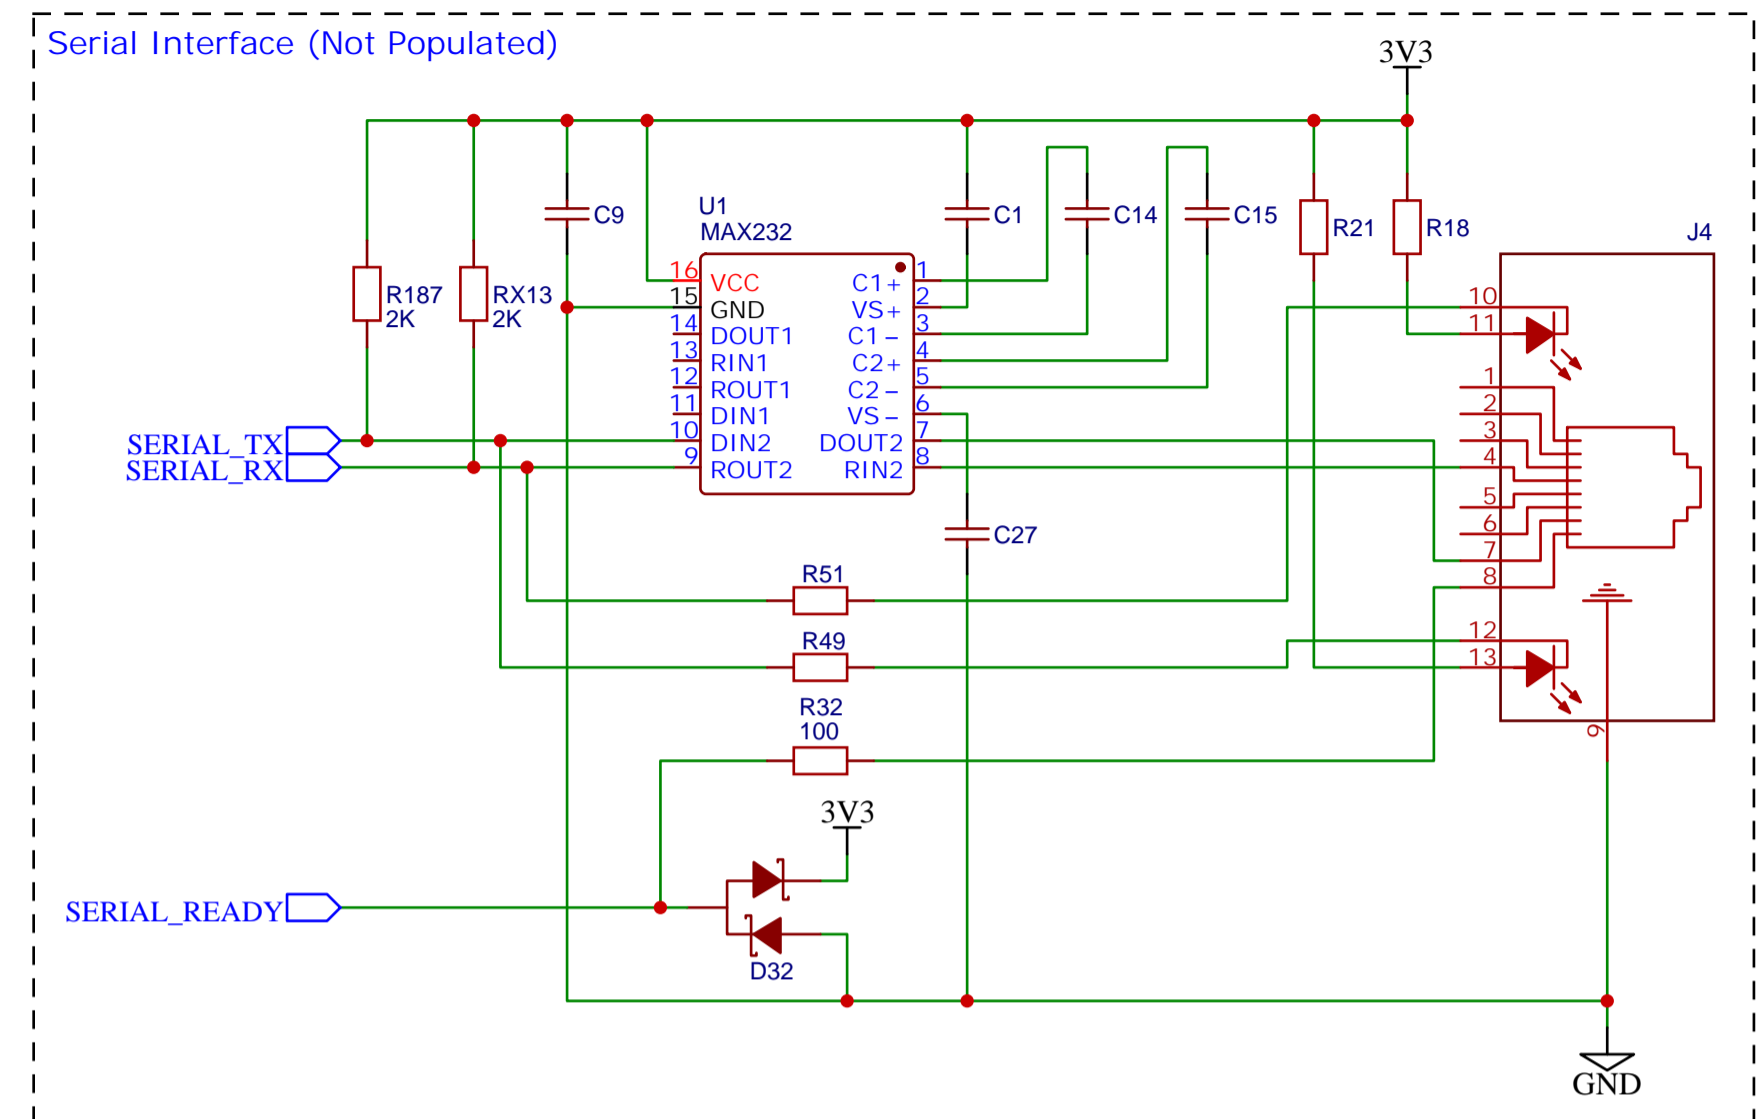 Serial Interface (Not Populated)
3V3
U1
MAX232
C9
C1
C14
C15
R21
R18
J4
R187
2K
RX13
2K
16 VCC
15 GND
14 DOUT1
13 RIN1
12 ROUT1
11 DIN1
10 DIN2
9 ROUT2
C1+ 1
VS+ 2
C1- 3
C2+ 4
C2- 5
VS- 6
DOUT2 7
RIN2 8
10
11
1
2
3
4
5
6
7
8
12
13
9
SERIAL_TX
SERIAL_RX
C27
R51
R49
R32
100
3V3
SERIAL_READY
D32
GND